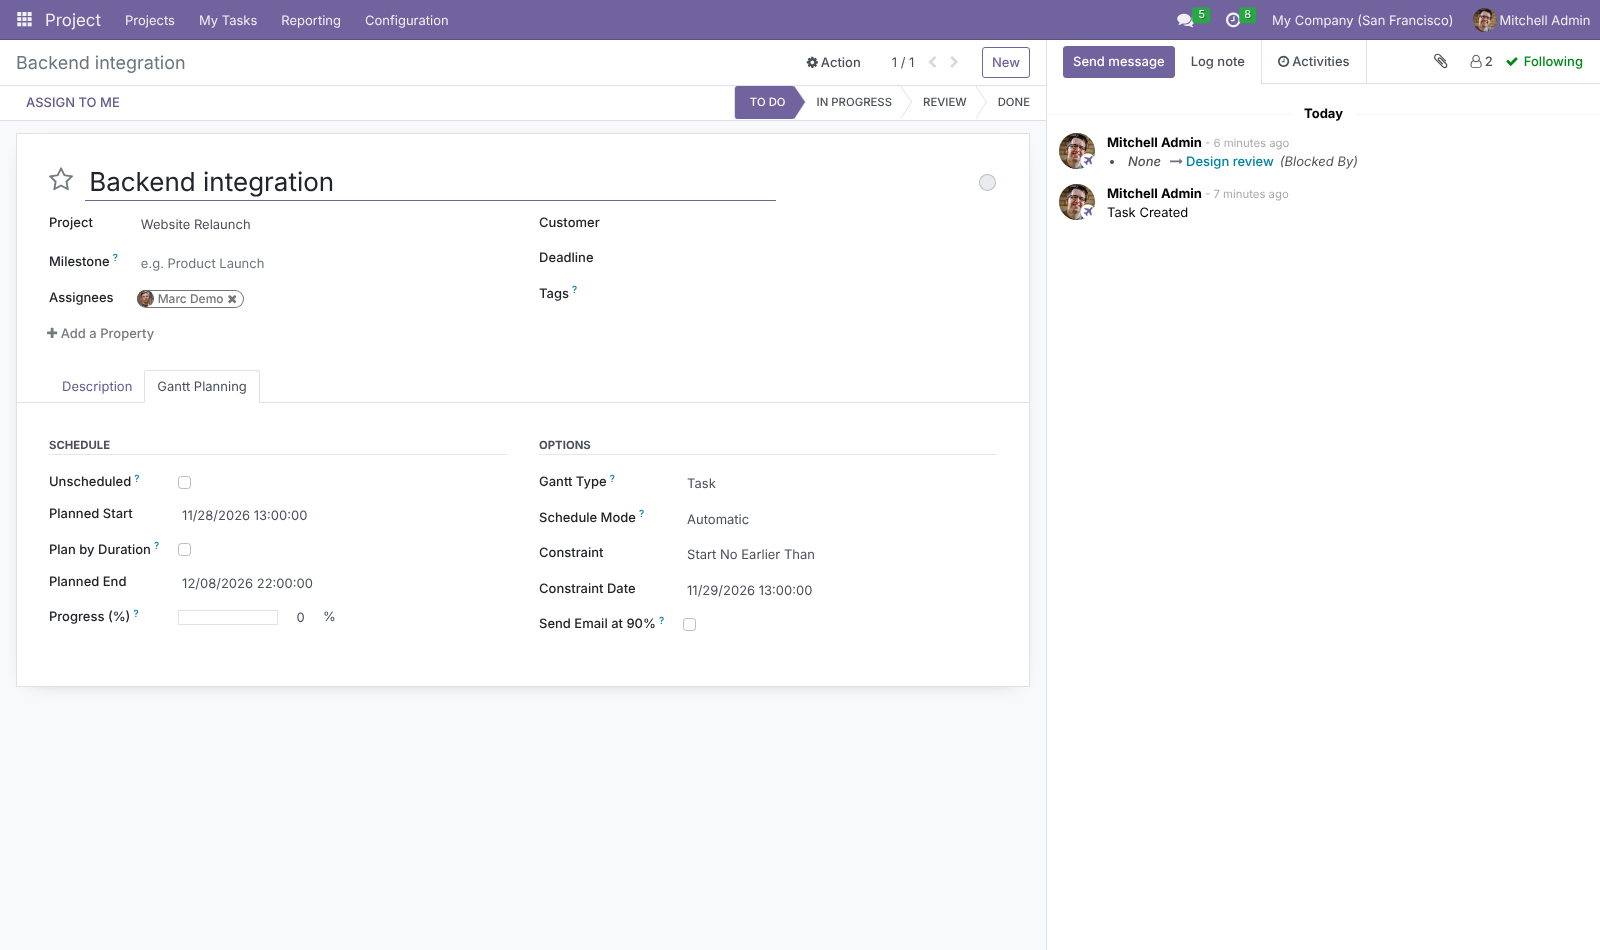 Project Projects My Tasks Reporting Configuration 5 8 My Company (San Francisco) Mitchell Admin
Backend integration Action 1 / 1 New
ASSIGN TO ME TO DO IN PROGRESS REVIEW DONE
Backend integration
Project Website Relaunch Customer
Milestone ? e.g. Product Launch Deadline
Assignees Marc Demo Tags ?
Add a Property
Description Gantt Planning
SCHEDULE
Unscheduled ?
Planned Start 11/28/2026 13:00:00
Plan by Duration ?
Planned End 12/08/2026 22:00:00
Progress (%) ? 0 %
OPTIONS
Gantt Type ? Task
Schedule Mode ? Automatic
Constraint Start No Earlier Than
Constraint Date 11/29/2026 13:00:00
Send Email at 90% ?
Send message Log note Activities 2 Following
Today
Mitchell Admin - 6 minutes ago
• None → Design review (Blocked By)
Mitchell Admin - 7 minutes ago
Task Created